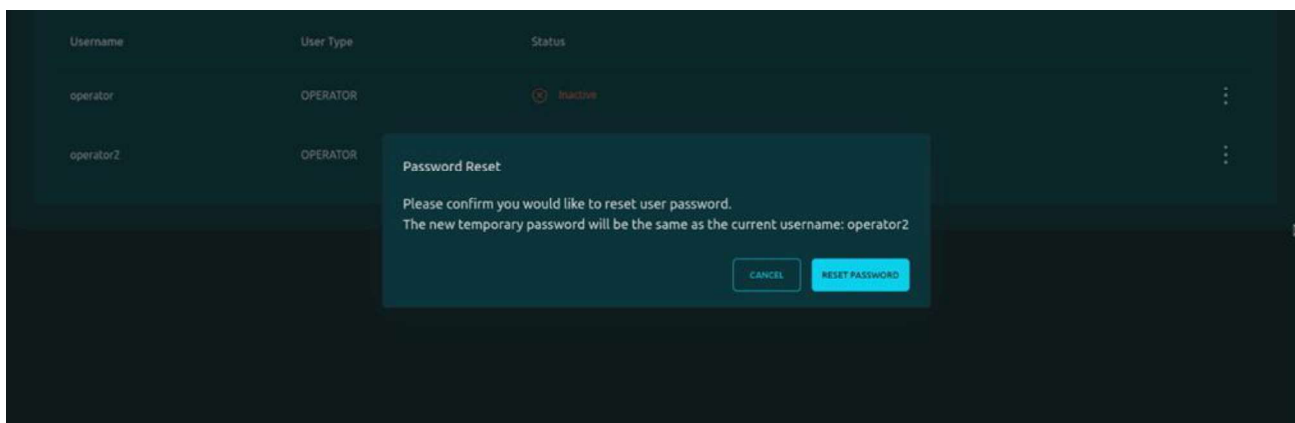 Username User Type Status
operator OPERATOR Inactive
operator2 OPERATOR
Password Reset
Please confirm you would like to reset user password.
The new temporary password will be the same as the current username: operator2
CANCEL RESET PASSWORD